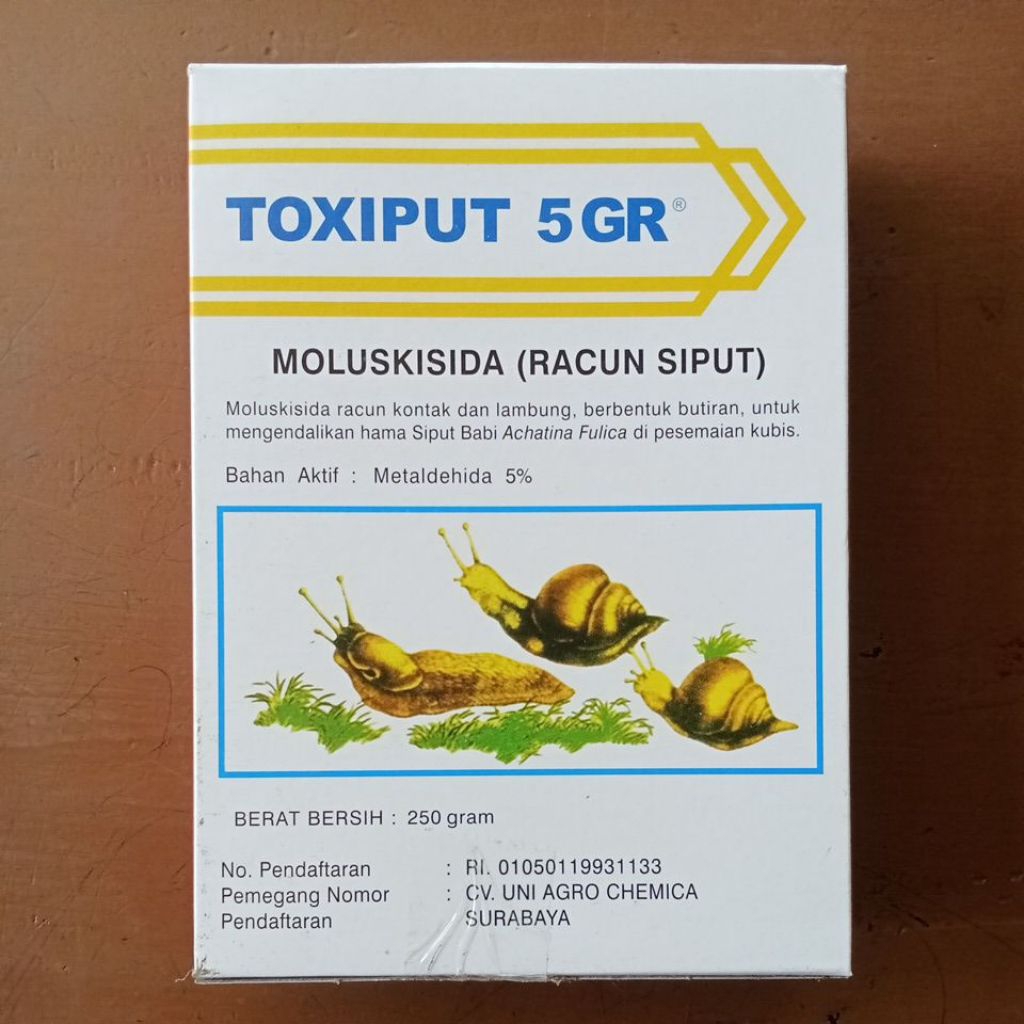 TOXIPUT 5GR®
MOLUSKISIDA (RACUN SIPUT)
Moluskisida racun kontak dan lambung, berbentuk butiran, untuk
mengendalikan hama Siput Babi Achatina Fulica di pesemaian kubis.
Bahan Aktif : Metaldehida 5%
BERAT BERSIH : 250 gram
No. Pendaftaran : RI. 01050119931133
Pemegang Nomor : CV. UNI AGRO CHEMICA
Pendaftaran SURABAYA